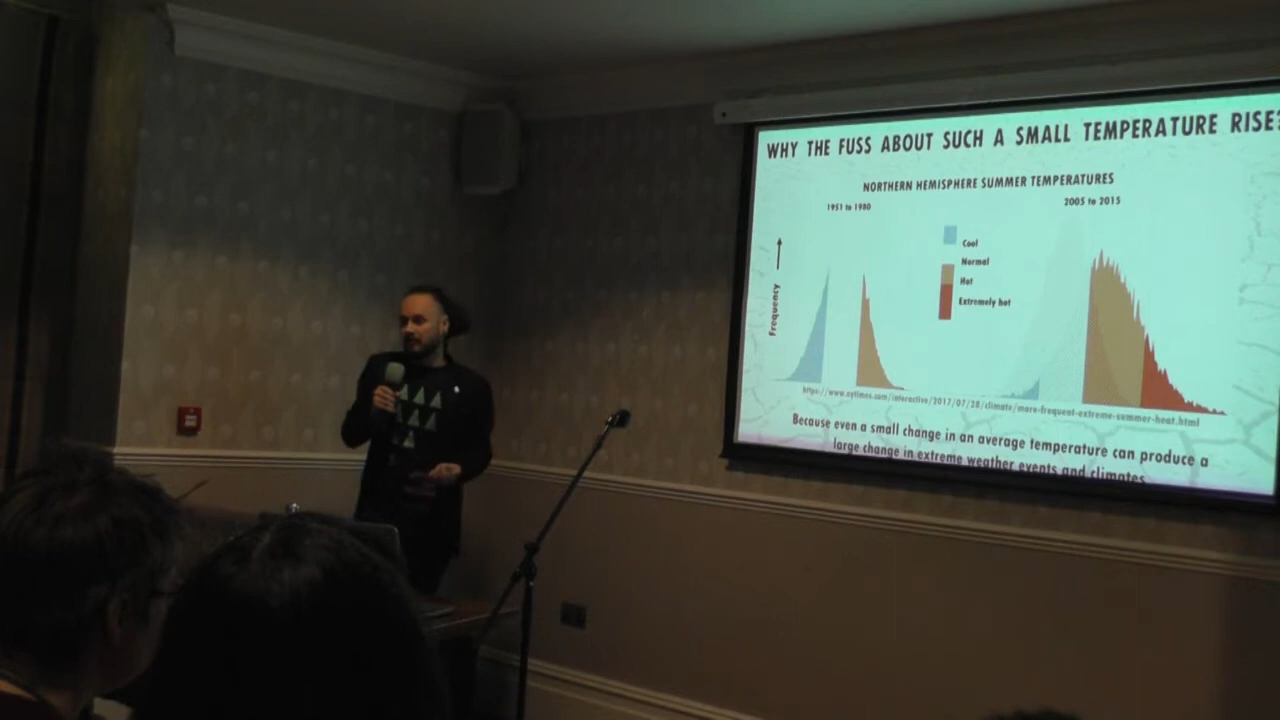 WHY THE FUSS ABOUT SUCH A SMALL TEMPERATURE RISE?
NORTHERN HEMISPHERE SUMMER TEMPERATURES
1951 to 1980
2005 to 2015
Cool
Normal
Hot
Extremely hot
Frequency
https://www.nytimes.com/interactive/2017/07/28/climate/more-frequent-extreme-summer-heat.html
Because even a small change in an average temperature can produce a
large change in extreme weather events and climates